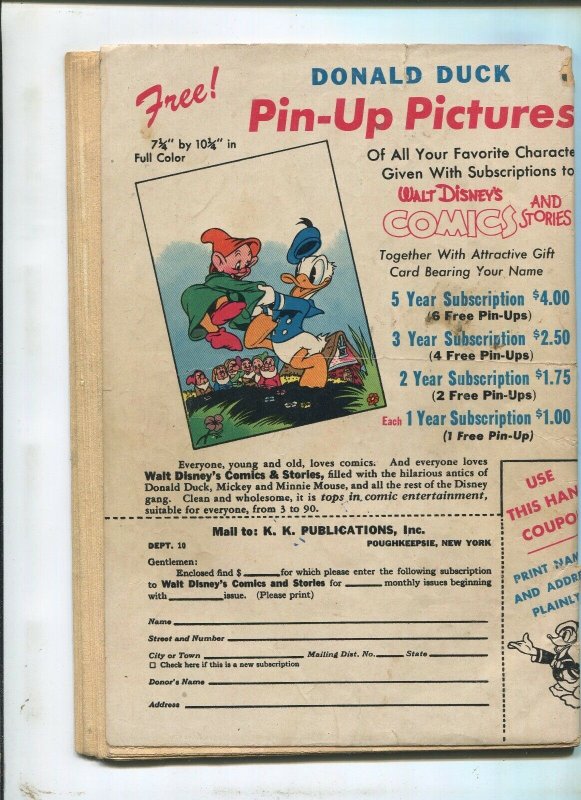 Free!
DONALD DUCK
Pin-Up Pictures
7¼" by 10¼" in
Full Color
Of All Your Favorite Characte
Given With Subscriptions to
WALT DISNEY'S
COMICS AND
STORIES
Together With Attractive Gift
Card Bearing Your Name
5 Year Subscription $4.00
(6 Free Pin-Ups)
3 Year Subscription $2.50
(4 Free Pin-Ups)
2 Year Subscription $1.75
(2 Free Pin-Ups)
Each 1 Year Subscription $1.00
(1 Free Pin-Up)
Everyone, young and old, loves comics. And everyone loves
Walt Disney's Comics & Stories, filled with the hilarious antics of
Donald Duck, Mickey and Minnie Mouse, and all the rest of the Disney
gang. Clean and wholesome, it is tops in comic entertainment,
suitable for everyone, from 3 to 90.
Mail to: K. K. PUBLICATIONS, Inc.
DEPT. 10 POUGHKEEPSIE, NEW YORK
Gentlemen:
Enclosed find $ for which please enter the following subscription
to Walt Disney's Comics and Stories for monthly issues beginning
with issue. (Please print)
Name
Street and Number
City or Town Mailing Dist. No. State
Check here if this is a new subscription
Donor's Name
Address
USE
THIS HAN
COUPO
PRINT NAM
AND ADDRE
PLAINLY